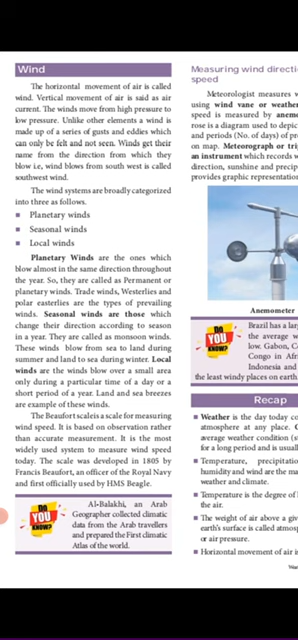 Wind
The horizontal movement of air is called
wind. Vertical movement of air is said as air
current. The winds move from high pressure to
low pressure. Unlike other elements a wind is
made up of a series of gusts and eddies which
can only be felt and not seen. Winds get their
name from the direction from which they
blow i.e, wind blows from south west is called
southwest wind.
The wind systems are broadly categorized
into three as follows.
Planetary winds
Seasonal winds
Local winds
Planetary Winds are the ones which
blow almost in the same direction throughout
the year. So, they are called as Permanent or
planetary winds. Trade winds, Westerlies and
polar easterlies are the types of prevailing
winds. Seasonal winds are those which
change their direction according to season
in a year. They are called as monsoon winds.
These winds blow from sea to land during
summer and land to sea during winter. Local
winds are the winds blow over a small area
only during a particular time of a day or a
short period of a year. Land and sea breezes
are example of these winds.
The Beaufort scaleis a scale for measuring
wind speed. It is based on observation rather
than accurate measurement. It is the most
widely used system to measure wind speed
today. The scale was developed in 1805 by
Francis Beaufort, an officer of the Royal Navy
and first officially used by HMS Beagle.
Do YOU KNOW?
Al-Balakhi, an Arab
Geographer collected climatic
data from the Arab travellers
and prepared the First climatic
Atlas of the world.
Measuring wind directi
speed
Meteorologist measures w
using wind vane or weather
speed is measured by anemo
rose is a diagram used to depic
and periods (No. of days) of pre
on map. Meteorograph or tri
an instrument which records w
direction, sunshine and precip
provides graphic representation
Anemometer
Do YOU KNOW?
Brazil has a larg
the average w
low. Gabon, C
Congo in Afri
Indonesia and
the least windy places on earth
Recap
Weather is the day today co
atmosphere at any place. C
average weather condition (s
for a long period and is usual
Temperature, precipitatio
humidity and wind are the ma
weather and climate.
Temperature is the degree of h
the air.
The weight of air above a give
earth's surface is called atmosp
or air pressure.
Horizontal movement of air i